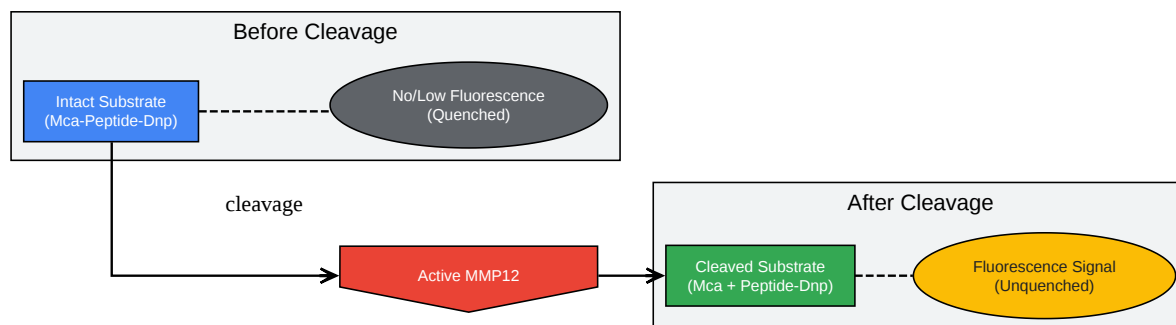 Before Cleavage
Intact Substrate
(Mca-Peptide-Dnp)
No/Low Fluorescence
(Quenched)
cleavage
Active MMP12
After Cleavage
Cleaved Substrate
(Mca + Peptide-Dnp)
Fluorescence Signal
(Unquenched)